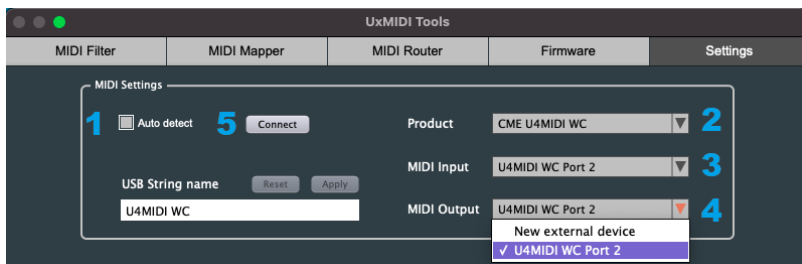 UxMIDI Tools
MIDI Filter MIDI Mapper MIDI Router Firmware Settings
MIDI Settings
1 Auto detect 5 Connect Product CME U4MIDI WC 2
MIDI Input U4MIDI WC Port 2 3
USB String name Reset Apply
U4MIDI WC MIDI Output U4MIDI WC Port 2 4
New external device
✓ U4MIDI WC Port 2